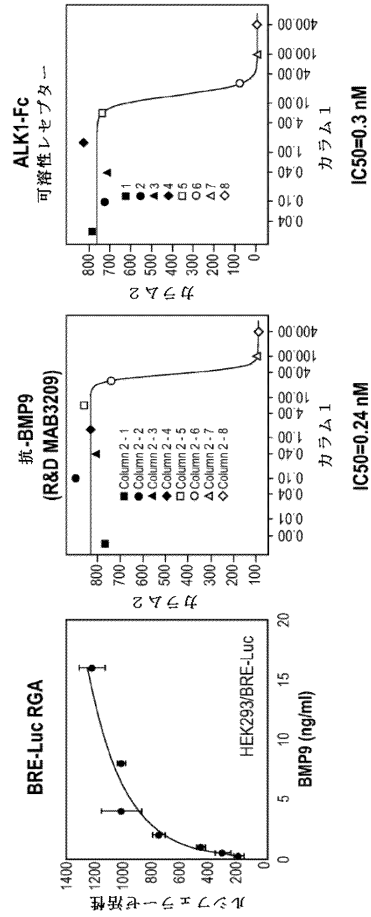 BRE-Luc RGA
ルシフェラーゼ活性
1400
1200
1000
800
600
400
200
0
0
5
10
15
20
HEK293/BRE-Luc
BMP9 (ng/ml)
抗-BMP9
(R&D MAB3209)
カラム2
800
700
600
500
400
300
200
100
Column 2 - 1
Column 2 - 2
Column 2 - 3
Column 2 - 4
Column 2 - 5
Column 2 - 6
Column 2 - 7
Column 2 - 8
0.00
0.01
0.04
0.10
0.40
1.00
4.00
10.00
40.00
100.00
400.00
カラム1
IC50=0.24 nM
ALK1-Fc
可溶性レセプター
カラム2
800
700
600
500
400
300
200
100
0
1
2
3
4
5
6
7
8
0.04
0.10
0.40
1.00
4.00
10.00
40.00
100.00
400.00
カラム1
IC50=0.3 nM